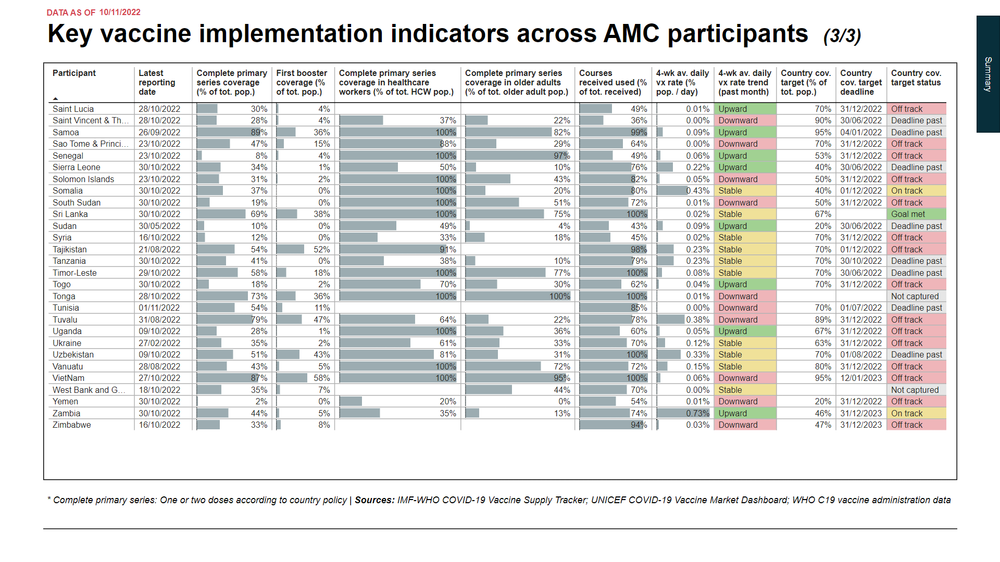 DATA AS OF 10/11/2022
Key vaccine implementation indicators across AMC participants (3/3)
Summary
Participant | Latest reporting date | Complete primary series coverage (% of tot. pop.) | First booster coverage (% of tot. pop.) | Complete primary series coverage in healthcare workers (% of tot. HCW pop.) | Complete primary series coverage in older adults (% of tot. older adult pop.) | Courses received used (% of tot. received) | 4-wk av. daily vx rate (% pop. / day) | 4-wk av. daily vx rate trend (past month) | Country cov. target (% of tot. pop.) | Country cov. target deadline | Country cov. target status
Saint Lucia 28/10/2022 30% 4% 49% 0.01% Upward 70% 31/12/2022 Off track
Saint Vincent & Th... 28/10/2022 28% 4% 37% 22% 36% 0.00% Downward 90% 30/06/2022 Deadline past
Samoa 26/09/2022 89% 36% 100% 82% 99% 0.09% Upward 95% 04/01/2022 Deadline past
Sao Tome & Princi... 23/10/2022 47% 15% 88% 29% 64% 0.00% Downward 70% 31/12/2022 Off track
Senegal 23/10/2022 8% 4% 100% 97% 49% 0.06% Upward 53% 31/12/2022 Off track
Sierra Leone 30/10/2022 34% 1% 50% 10% 76% 0.22% Upward 40% 30/06/2022 Deadline past
Solomon Islands 23/10/2022 31% 2% 100% 43% 82% 0.05% Downward 50% 31/12/2022 Off track
Somalia 30/10/2022 37% 0% 100% 20% 80% 0.43% Stable 40% 01/12/2022 On track
South Sudan 30/10/2022 19% 0% 100% 51% 72% 0.01% Downward 50% 31/12/2022 Off track
Sri Lanka 30/10/2022 69% 38% 100% 75% 100% 0.02% Stable 67% Goal met
Sudan 30/05/2022 10% 0% 49% 4% 43% 0.09% Upward 20% 30/06/2022 Deadline past
Syria 16/10/2022 12% 0% 33% 18% 45% 0.02% Stable 70% 31/12/2022 Off track
Tajikistan 21/08/2022 54% 52% 91% 98% 0.23% Stable 70% 01/12/2022 Off track
Tanzania 30/10/2022 41% 0% 38% 10% 79% 0.23% Stable 70% 30/10/2022 Deadline past
Timor-Leste 29/10/2022 58% 18% 100% 77% 100% 0.08% Stable 70% 30/06/2022 Deadline past
Togo 30/10/2022 18% 2% 70% 30% 62% 0.04% Upward 70% 31/12/2022 Off track
Tonga 28/10/2022 73% 36% 100% 100% 100% 0.01% Downward Not captured
Tunisia 01/11/2022 54% 11% 85% 0.00% Downward 70% 01/07/2022 Deadline past
Tuvalu 31/08/2022 79% 47% 64% 22% 78% 0.38% Downward 89% 31/12/2022 Off track
Uganda 09/10/2022 28% 1% 100% 36% 60% 0.05% Upward 67% 31/12/2022 Off track
Ukraine 27/02/2022 35% 2% 61% 33% 70% 0.12% Stable 63% 31/12/2022 Off track
Uzbekistan 09/10/2022 51% 43% 81% 31% 100% 0.33% Stable 70% 01/08/2022 Deadline past
Vanuatu 28/08/2022 43% 5% 100% 72% 72% 0.15% Stable 80% 31/12/2022 Off track
VietNam 27/10/2022 87% 58% 100% 95% 100% 0.06% Downward 95% 12/01/2023 Off track
West Bank and G... 18/10/2022 35% 7% 44% 70% 0.00% Stable Not captured
Yemen 30/10/2022 2% 0% 20% 0% 54% 0.01% Downward 20% 31/12/2022 Off track
Zambia 30/10/2022 44% 5% 35% 13% 74% 0.73% Upward 46% 31/12/2023 On track
Zimbabwe 16/10/2022 33% 8% 94% 0.03% Downward 47% 31/12/2023 Off track
* Complete primary series: One or two doses according to country policy | Sources: IMF-WHO COVID-19 Vaccine Supply Tracker; UNICEF COVID-19 Vaccine Market Dashboard; WHO C19 vaccine administration data